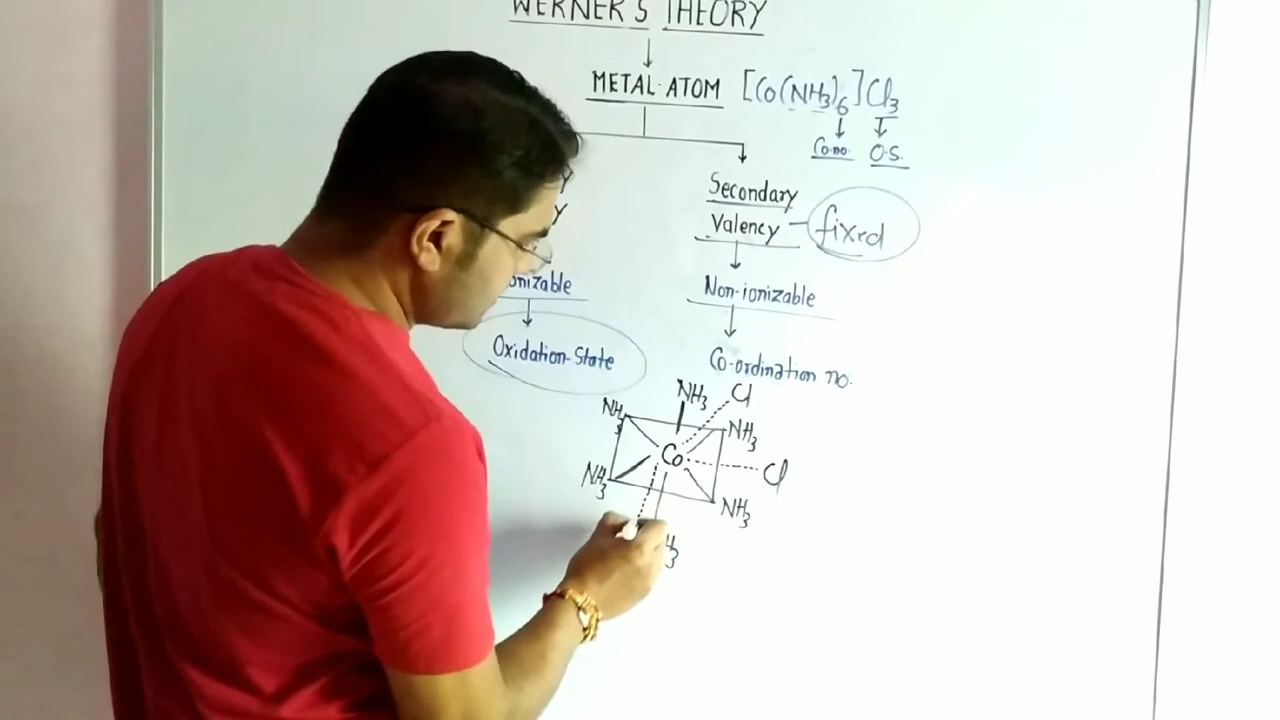 WERNER'S THEORY
METAL ATOM [Co(NH3)6]Cl3
Co.no. O.S.
Secondary
Valency fixed
onizable Non-ionizable
Oxidation State
Co-ordination no.
NH3 Cl
NH3 NH3
Co
NH3 Cl
NH3
H3